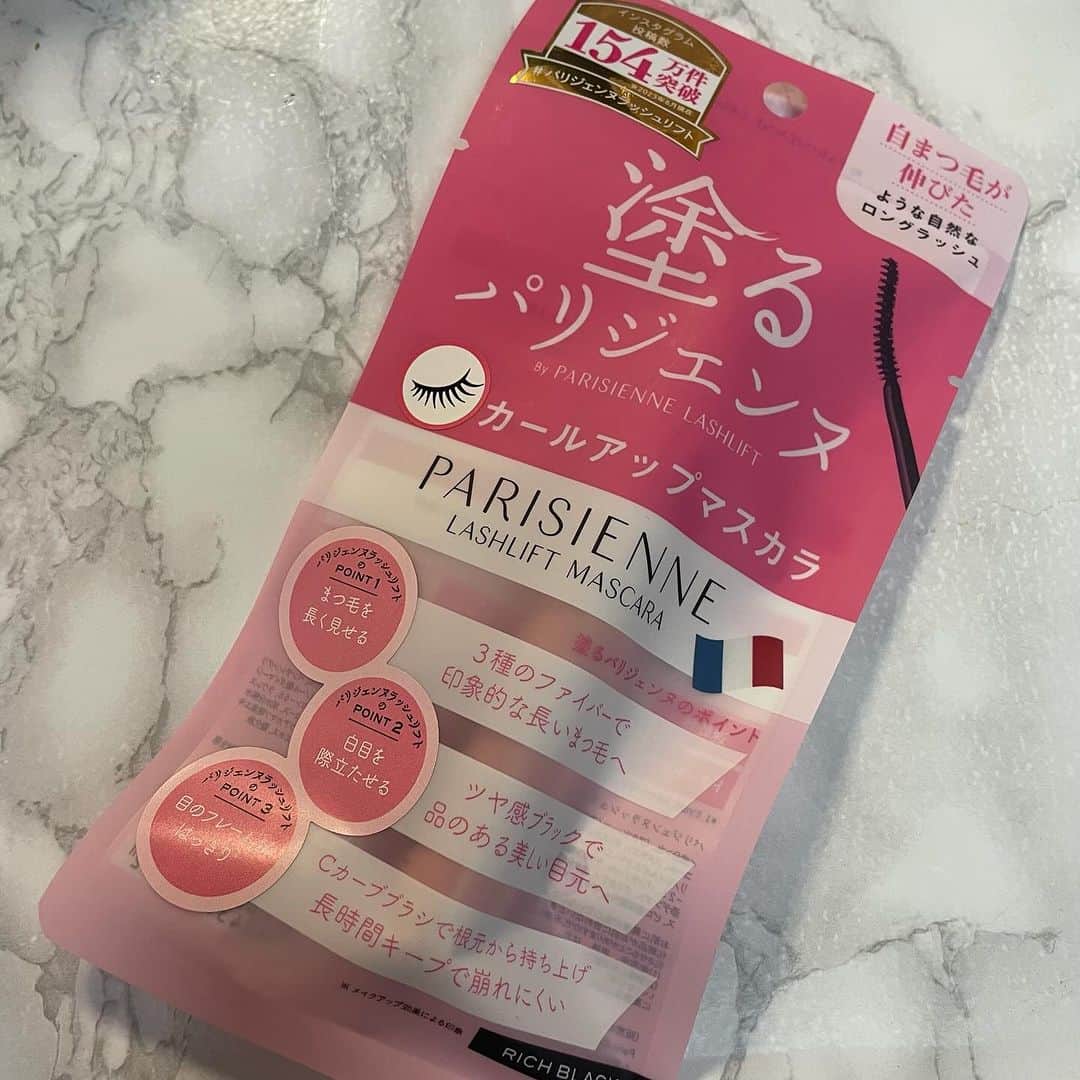 インスタグラム
投稿数
154万件
突破
※2023年8月現在
#パリジェンヌラッシュリフト
自まつ毛が
伸びた
ような自然な
ロングラッシュ
塗る
パリジェンヌ
By PARISIENNE LASHLIFT
カールアップマスカラ
PARISIENNE
LASHLIFT MASCARA
塗るパリジェンヌのポイント
パリジェンヌラッシュリフト
の
POINT 1
まつ毛を
長く見せる
3種のファイバーで
印象的な長いまつ毛へ
パリジェンヌラッシュリフト
の
POINT 2
白目を
際立たせる
ツヤ感ブラックで
品のある美しい目元へ
パリジェンヌラッシュリフト
の
POINT 3
目のフレーム
はっきり
Cカーブブラシで根元から持ち上げ
長時間キープで崩れにくい
※メイクアップ効果による印象
RICH BLACK